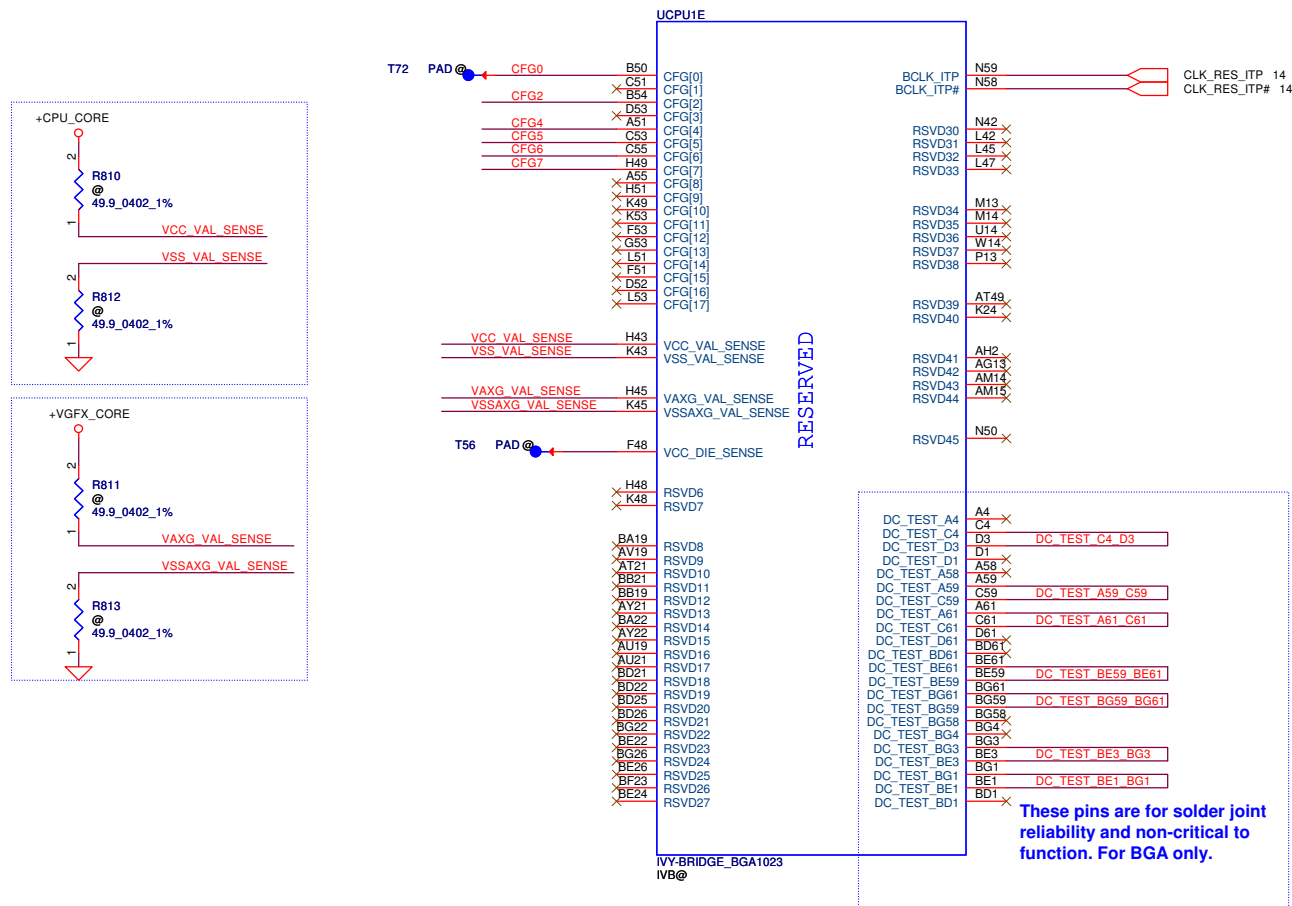 UCPU1E
T72 PAD @ CFG0 B50 CFG[0]
C51 CFG[1]
CFG2 B54 CFG[2]
D53 CFG[3]
CFG4 A51 CFG[4]
CFG5 C53 CFG[5]
CFG6 C55 CFG[6]
CFG7 H49 CFG[7]
A55 CFG[8]
H51 CFG[9]
K49 CFG[10]
K53 CFG[11]
F53 CFG[12]
G53 CFG[13]
L51 CFG[14]
F51 CFG[15]
D52 CFG[16]
L53 CFG[17]
VCC_VAL_SENSE H43 VCC_VAL_SENSE
VSS_VAL_SENSE K43 VSS_VAL_SENSE
VAXG_VAL_SENSE H45 VAXG_VAL_SENSE
VSSAXG_VAL_SENSE K45 VSSAXG_VAL_SENSE
T56 PAD @ F48 VCC_DIE_SENSE
H48 RSVD6
K48 RSVD7
BA19 RSVD8
AV19 RSVD9
AT21 RSVD10
BB21 RSVD11
BB19 RSVD12
AY21 RSVD13
BA22 RSVD14
AY22 RSVD15
AU19 RSVD16
AU21 RSVD17
BD21 RSVD18
BD22 RSVD19
BD25 RSVD20
BD26 RSVD21
BG22 RSVD22
BE22 RSVD23
BG26 RSVD24
BE26 RSVD25
BF23 RSVD26
BE24 RSVD27
RESERVED
BCLK_ITP N59 CLK_RES_ITP 14
BCLK_ITP# N58 CLK_RES_ITP# 14
RSVD30 N42
RSVD31 L42
RSVD32 L45
RSVD33 L47
RSVD34 M13
RSVD35 M14
RSVD36 U14
RSVD37 W14
RSVD38 P13
RSVD39 AT49
RSVD40 K24
RSVD41 AH2
RSVD42 AG13
RSVD43 AM14
RSVD44 AM15
RSVD45 N50
DC_TEST_A4 A4
DC_TEST_C4 C4
DC_TEST_D3 D3 DC_TEST_C4_D3
DC_TEST_D1 D1
DC_TEST_A58 A58
DC_TEST_A59 A59
DC_TEST_C59 C59 DC_TEST_A59_C59
DC_TEST_A61 A61
DC_TEST_C61 C61 DC_TEST_A61_C61
DC_TEST_D61 D61
DC_TEST_BD61 BD61
DC_TEST_BE61 BE61
DC_TEST_BE59 BE59 DC_TEST_BE59_BE61
DC_TEST_BG61 BG61
DC_TEST_BG59 BG59 DC_TEST_BG59_BG61
DC_TEST_BG58 BG58
DC_TEST_BG4 BG4
DC_TEST_BG3 BG3
DC_TEST_BE3 BE3 DC_TEST_BE3_BG3
DC_TEST_BG1 BG1
DC_TEST_BE1 BE1 DC_TEST_BE1_BG1
DC_TEST_BD1 BD1
These pins are for solder joint
reliability and non-critical to
function. For BGA only.
IVY-BRIDGE_BGA1023
IVB@
+CPU_CORE
2
R810
@
49.9_0402_1%
1
VCC_VAL_SENSE
VSS_VAL_SENSE
2
R812
@
49.9_0402_1%
1
+VGFX_CORE
2
R811
@
49.9_0402_1%
1
VAXG_VAL_SENSE
VSSAXG_VAL_SENSE
2
R813
@
49.9_0402_1%
1